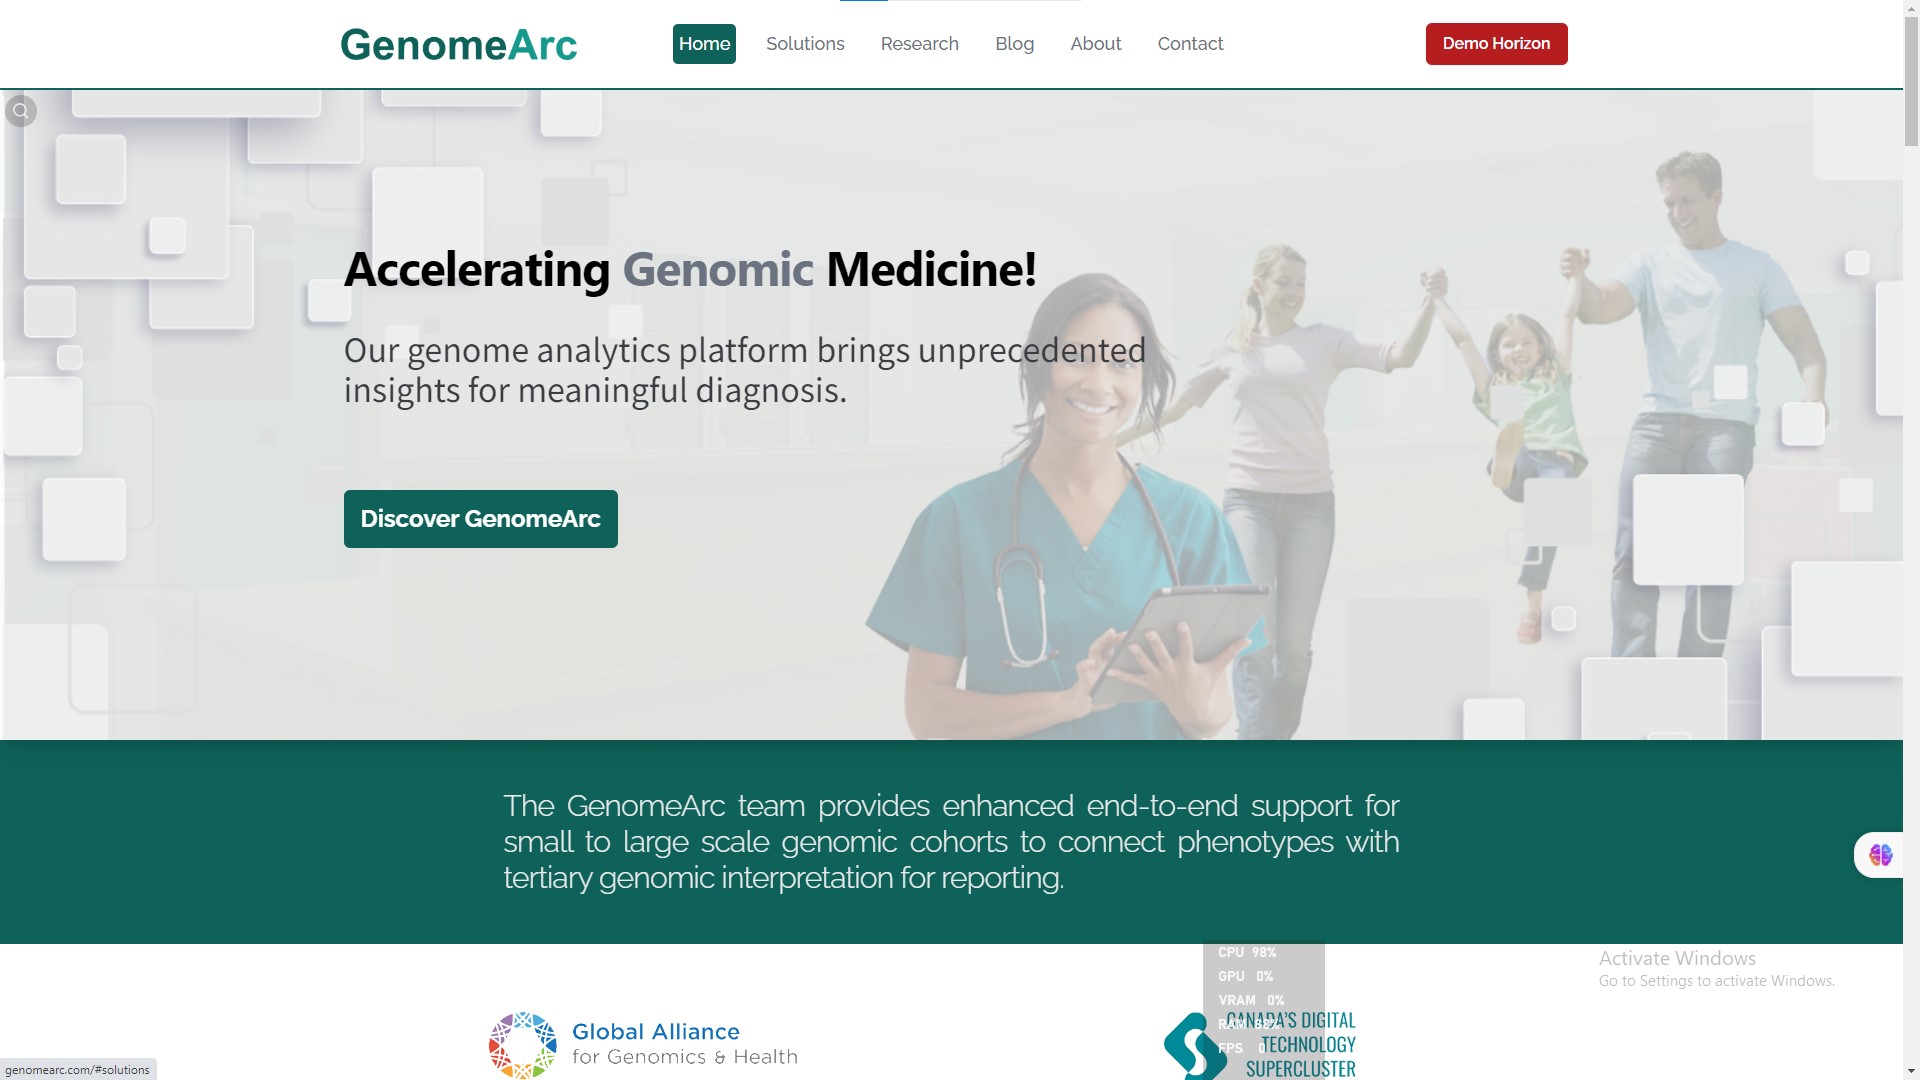 GenomeArc
Home
Solutions
Research
Blog
About
Contact
Demo Horizon
Accelerating Genomic Medicine!
Our genome analytics platform brings unprecedented
insights for meaningful diagnosis.
Discover GenomeArc
The GenomeArc team provides enhanced end-to-end support for
small to large scale genomic cohorts to connect phenotypes with
tertiary genomic interpretation for reporting.
CPU 98%
GPU 0%
VRAM 0%
RAM 88%
FPS 0
Activate Windows
Go to Settings to activate Windows.
Global Alliance
for Genomics & Health
CANADA'S DIGITAL
TECHNOLOGY
SUPERCLUSTER
genomearc.com/#solutions